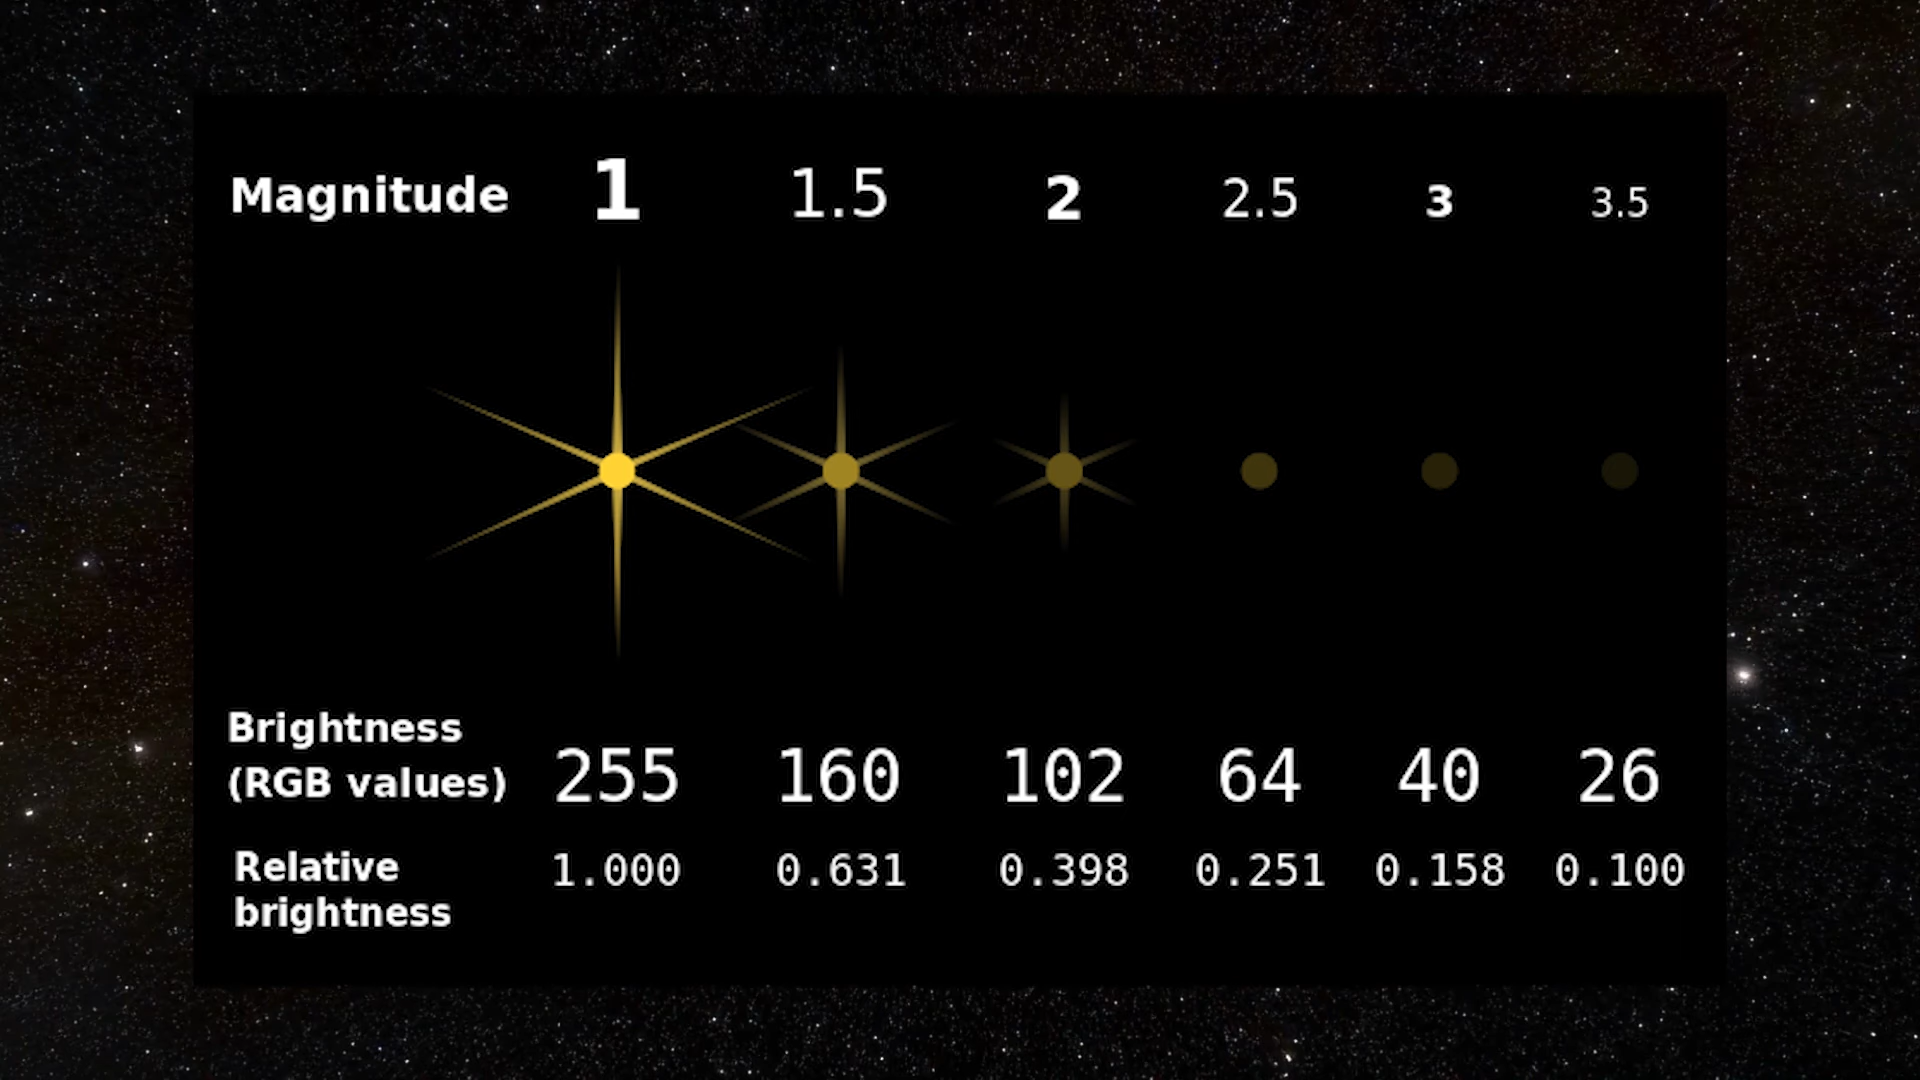 Magnitude 1 1.5 2 2.5 3 3.5
Brightness
(RGB values) 255 160 102 64 40 26
Relative
brightness 1.000 0.631 0.398 0.251 0.158 0.100